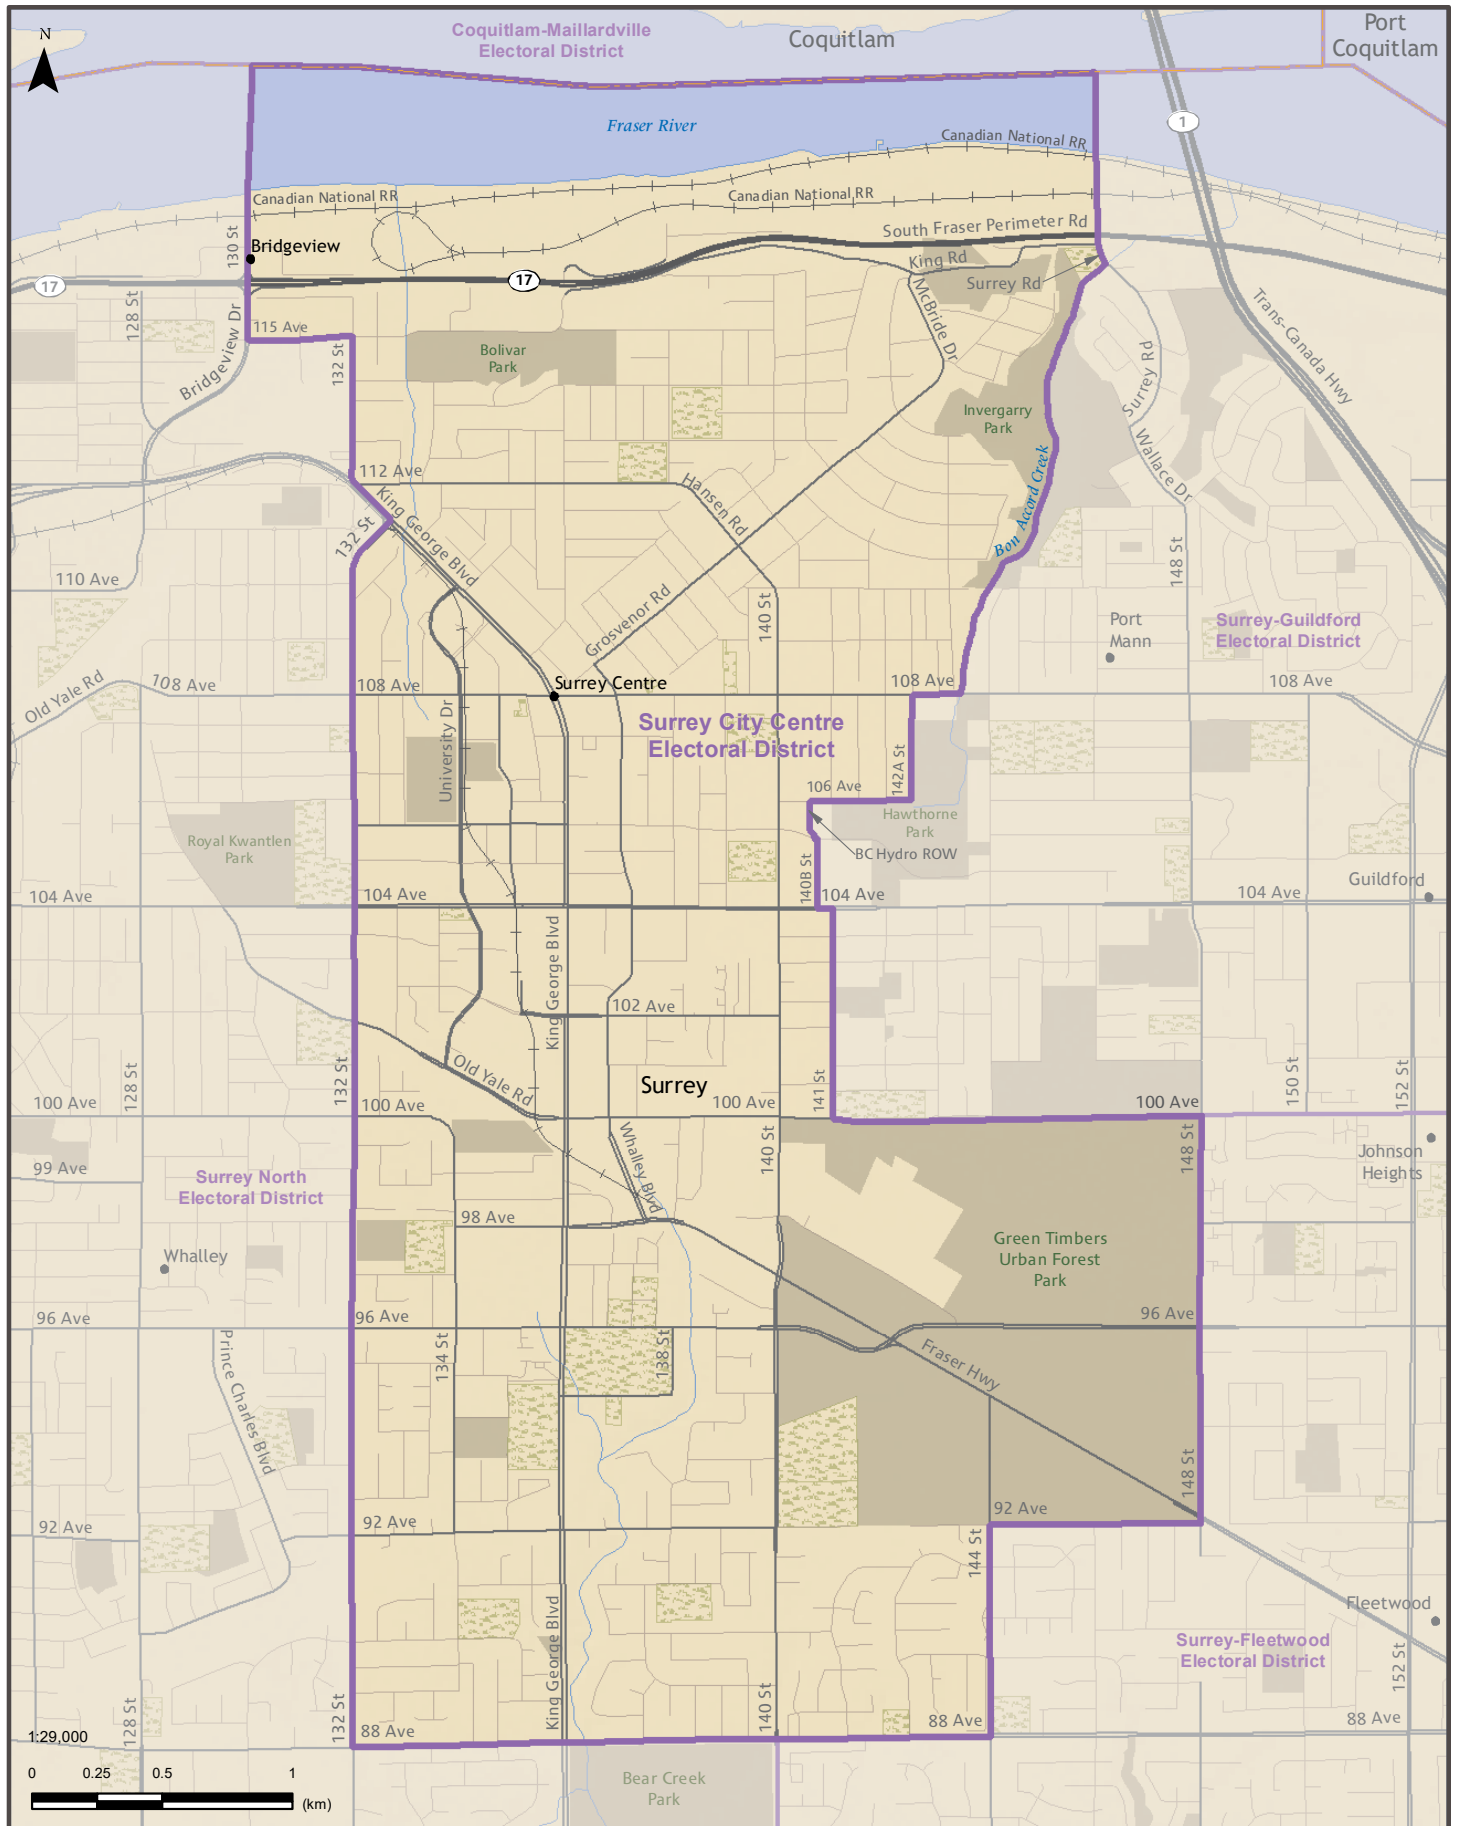 Coquitlam-Maillardville
Electoral District
Coquitlam
Port
Coquitlam
N
1
Fraser River
Canadian National RR
Canadian National RR
Canadian National RR
South Fraser Perimeter Rd
130 St
Bridgeview
King Rd
Surrey Rd
17
17
128 St
115 Ave
Bridgeview Dr
132 St
Bolivar
Park
McBride Dr
Trans-Canada Hwy
Surrey Rd
Invergarry
Park
Wallace Dr
Bon Accord Creek
112 Ave
King George Blvd
Hansen Rd
132 St
110 Ave
148 St
140 St
Grosvenor Rd
Port
Mann
Surrey-Guildford
Electoral District
Old Yale Rd
108 Ave
108 Ave
Surrey Centre
108 Ave
108 Ave
University Dr
Surrey City Centre
Electoral District
142A St
106 Ave
Hawthorne
Park
Royal Kwantlen
Park
BC Hydro ROW
140B St
104 Ave
104 Ave
104 Ave
104 Ave
Guildford
King George Blvd
102 Ave
Old Yale Rd
Surrey
128 St
132 St
141 St
150 St
152 St
100 Ave
100 Ave
100 Ave
100 Ave
Whalley Blvd
140 St
148 St
99 Ave
Johnson
Heights
Surrey North
Electoral District
98 Ave
Whalley
Green Timbers
Urban Forest
Park
96 Ave
96 Ave
96 Ave
Prince Charles Blvd
134 St
138 St
Fraser Hwy
148 St
92 Ave
92 Ave
92 Ave
144 St
Fleetwood
King George Blvd
Surrey-Fleetwood
Electoral District
152 St
128 St
132 St
140 St
88 Ave
88 Ave
88 Ave
1:29,000
Bear Creek
Park
0 0.25 0.5 1
(km)